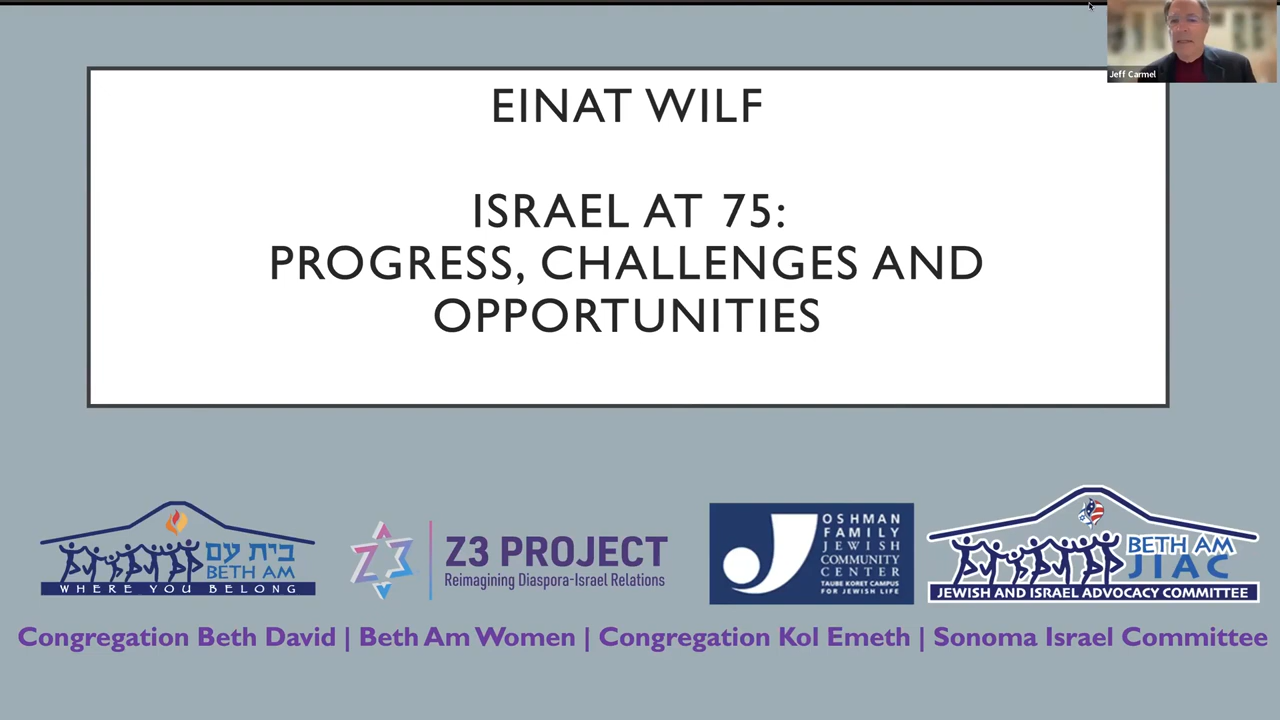 Jeff Carmel
EINAT WILF
ISRAEL AT 75:
PROGRESS, CHALLENGES AND
OPPORTUNITIES
בית עם
BETH AM
WHERE YOU BELONG
Z3 PROJECT
Reimagining Diaspora-Israel Relations
OSHMAN
FAMILY
JEWISH
COMMUNITY
CENTER
TAUBE KORET CAMPUS
FOR JEWISH LIFE
BETH AM
JIAC
JEWISH AND ISRAEL ADVOCACY COMMITTEE
Congregation Beth David | Beth Am Women | Congregation Kol Emeth | Sonoma Israel Committee